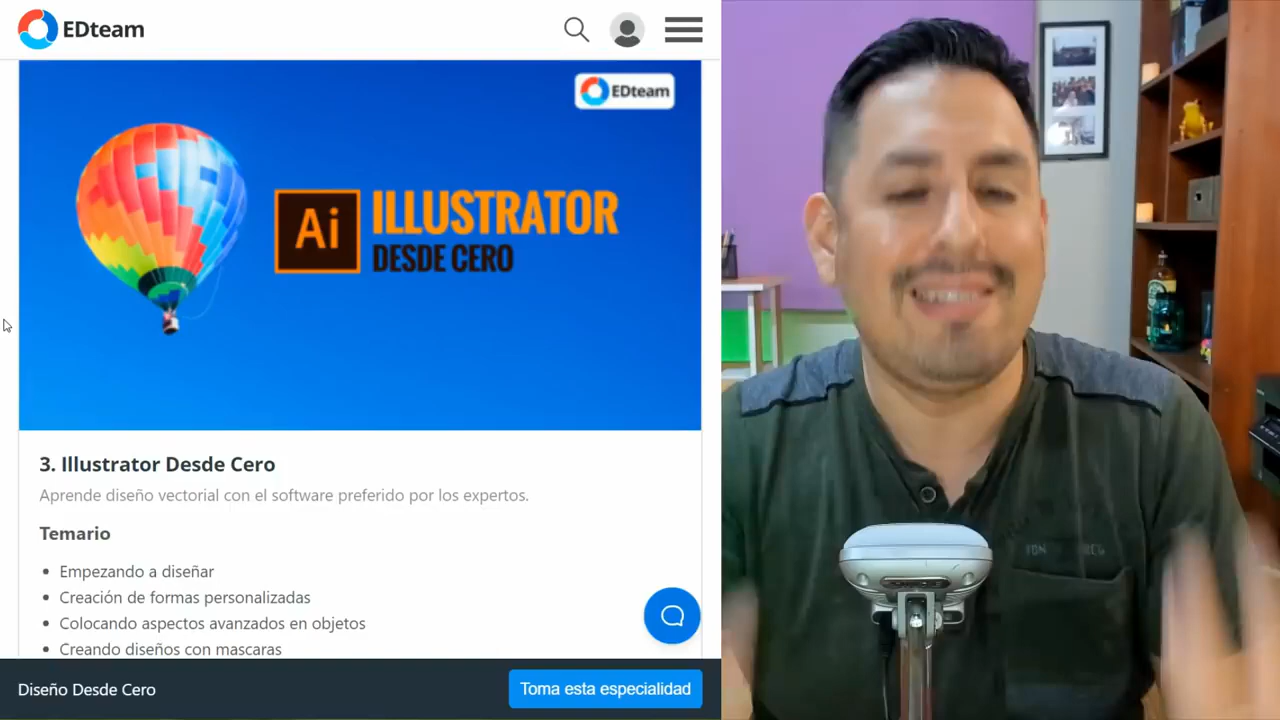 EDteam
EDteam
Ai ILLUSTRATOR
DESDE CERO
3. Illustrator Desde Cero
Aprende diseño vectorial con el software preferido por los expertos.
Temario
Empezando a diseñar
Creación de formas personalizadas
Colocando aspectos avanzados en objetos
Creando diseños con mascaras
Diseño Desde Cero
Toma esta especialidad